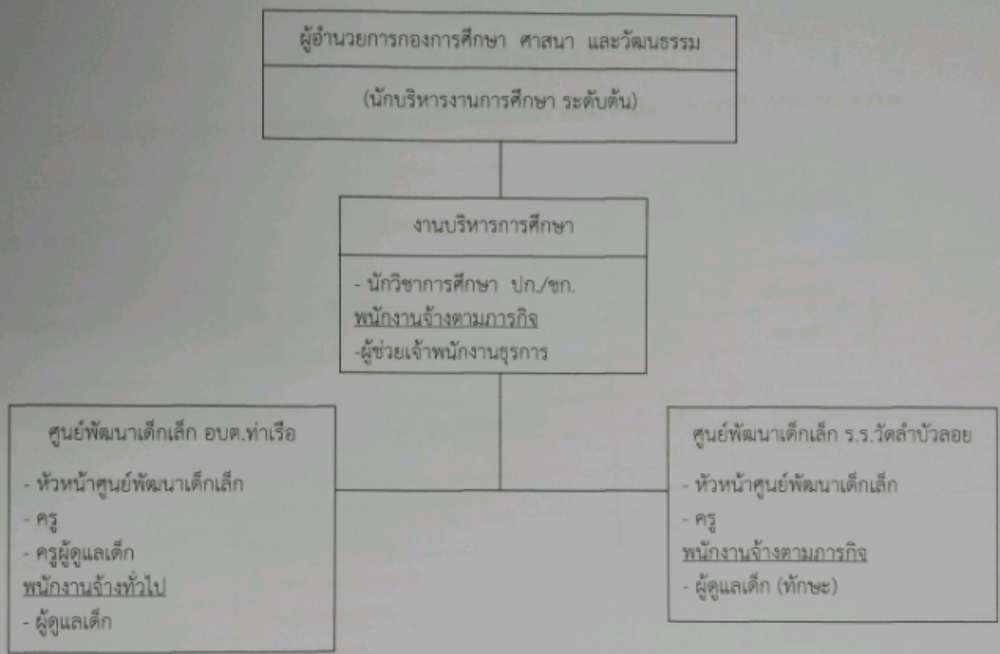 ผู้อำนวยการกองการศึกษา ศาสนา และวัฒนธรรม
(นักบริหารงานการศึกษา ระดับต้น)
งานบริหารการศึกษา
- นักวิชาการศึกษา ปก./ชก.
พนักงานจ้างตามภารกิจ
-ผู้ช่วยเจ้าพนักงานธุรการ
ศูนย์พัฒนาเด็กเล็ก อบต.ท่าเรือ
- หัวหน้าศูนย์พัฒนาเด็กเล็ก
- ครู
- ครูผู้ดูแลเด็ก
พนักงานจ้างทั่วไป
- ผู้ดูแลเด็ก
ศูนย์พัฒนาเด็กเล็ก ร.ร.วัดลำบัวลอย
- หัวหน้าศูนย์พัฒนาเด็กเล็ก
- ครู
พนักงานจ้างตามภารกิจ
- ผู้ดูแลเด็ก (ทักษะ)